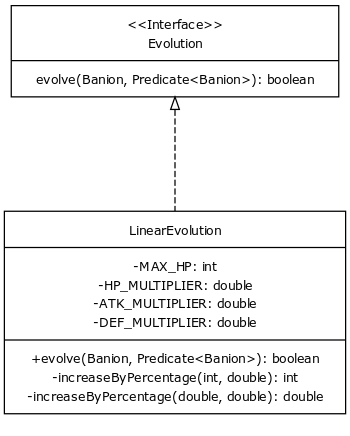 <<Interface>>
Evolution
evolve(Banion, Predicate<Banion>): boolean
LinearEvolution
-MAX_HP: int
-HP_MULTIPLIER: double
-ATK_MULTIPLIER: double
-DEF_MULTIPLIER: double
+evolve(Banion, Predicate<Banion>): boolean
-increaseByPercentage(int, double): int
-increaseByPercentage(double, double): double